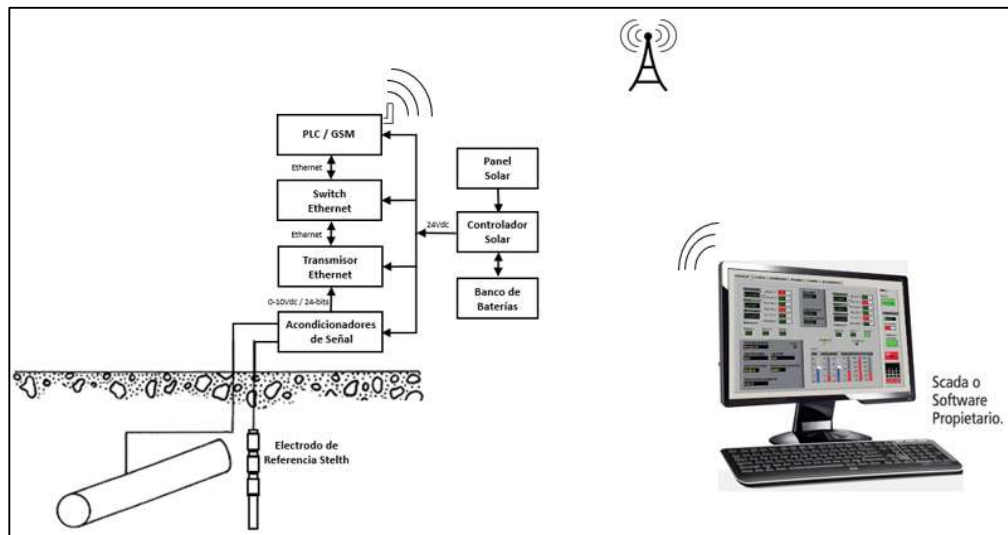 PLC / GSM
Ethernet
Switch
Ethernet
Ethernet
Transmisor
Ethernet
0-10Vdc / 24-bits
Acondicionadores
de Señal
Panel
Solar
24Vdc
Controlador
Solar
Banco de
Baterías
Electrodo de
Referencia Stelth
Scada o
Software
Propietario.